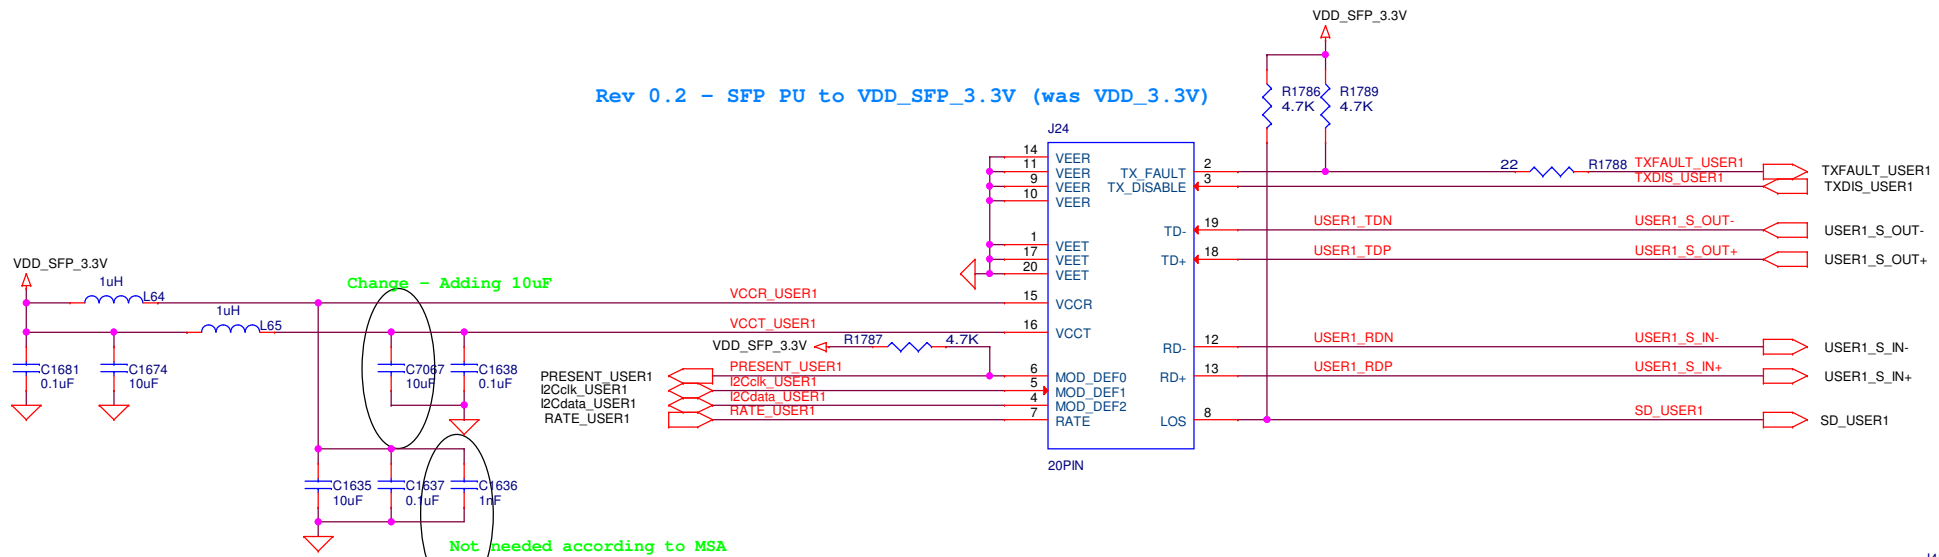 VDD_SFP_3.3V
Rev 0.2 - SFP PU to VDD_SFP_3.3V (was VDD_3.3V)
R1786
4.7K
R1789
4.7K
J24
14 VEER
11 VEER
9 VEER
10 VEER
1 VEET
17 VEET
20 VEET
15 VCCR
16 VCCT
6 MOD_DEF0
5 MOD_DEF1
4 MOD_DEF2
7 RATE
TX_FAULT 2
TX_DISABLE 3
TD- 19
TD+ 18
RD- 12
RD+ 13
LOS 8
20PIN
22 R1788 TXFAULT_USER1 TXFAULT_USER1
TXDIS_USER1 TXDIS_USER1
USER1_TDN USER1_S_OUT- USER1_S_OUT-
USER1_TDP USER1_S_OUT+ USER1_S_OUT+
USER1_RDN USER1_S_IN- USER1_S_IN-
USER1_RDP USER1_S_IN+ USER1_S_IN+
SD_USER1 SD_USER1
VDD_SFP_3.3V
1uH
L64
1uH
L65
Change - Adding 10uF
VCCR_USER1
VCCT_USER1
VDD_SFP_3.3V R1787 4.7K
PRESENT_USER1 PRESENT_USER1
I2Cclk_USER1 I2Cclk_USER1
I2Cdata_USER1 I2Cdata_USER1
RATE_USER1 RATE_USER1
C1681
0.1uF
C1674
10uF
C7067
10uF
C1638
0.1uF
C1635
10uF
C1637
0.1uF
C1636
1nF
Not needed according to MSA